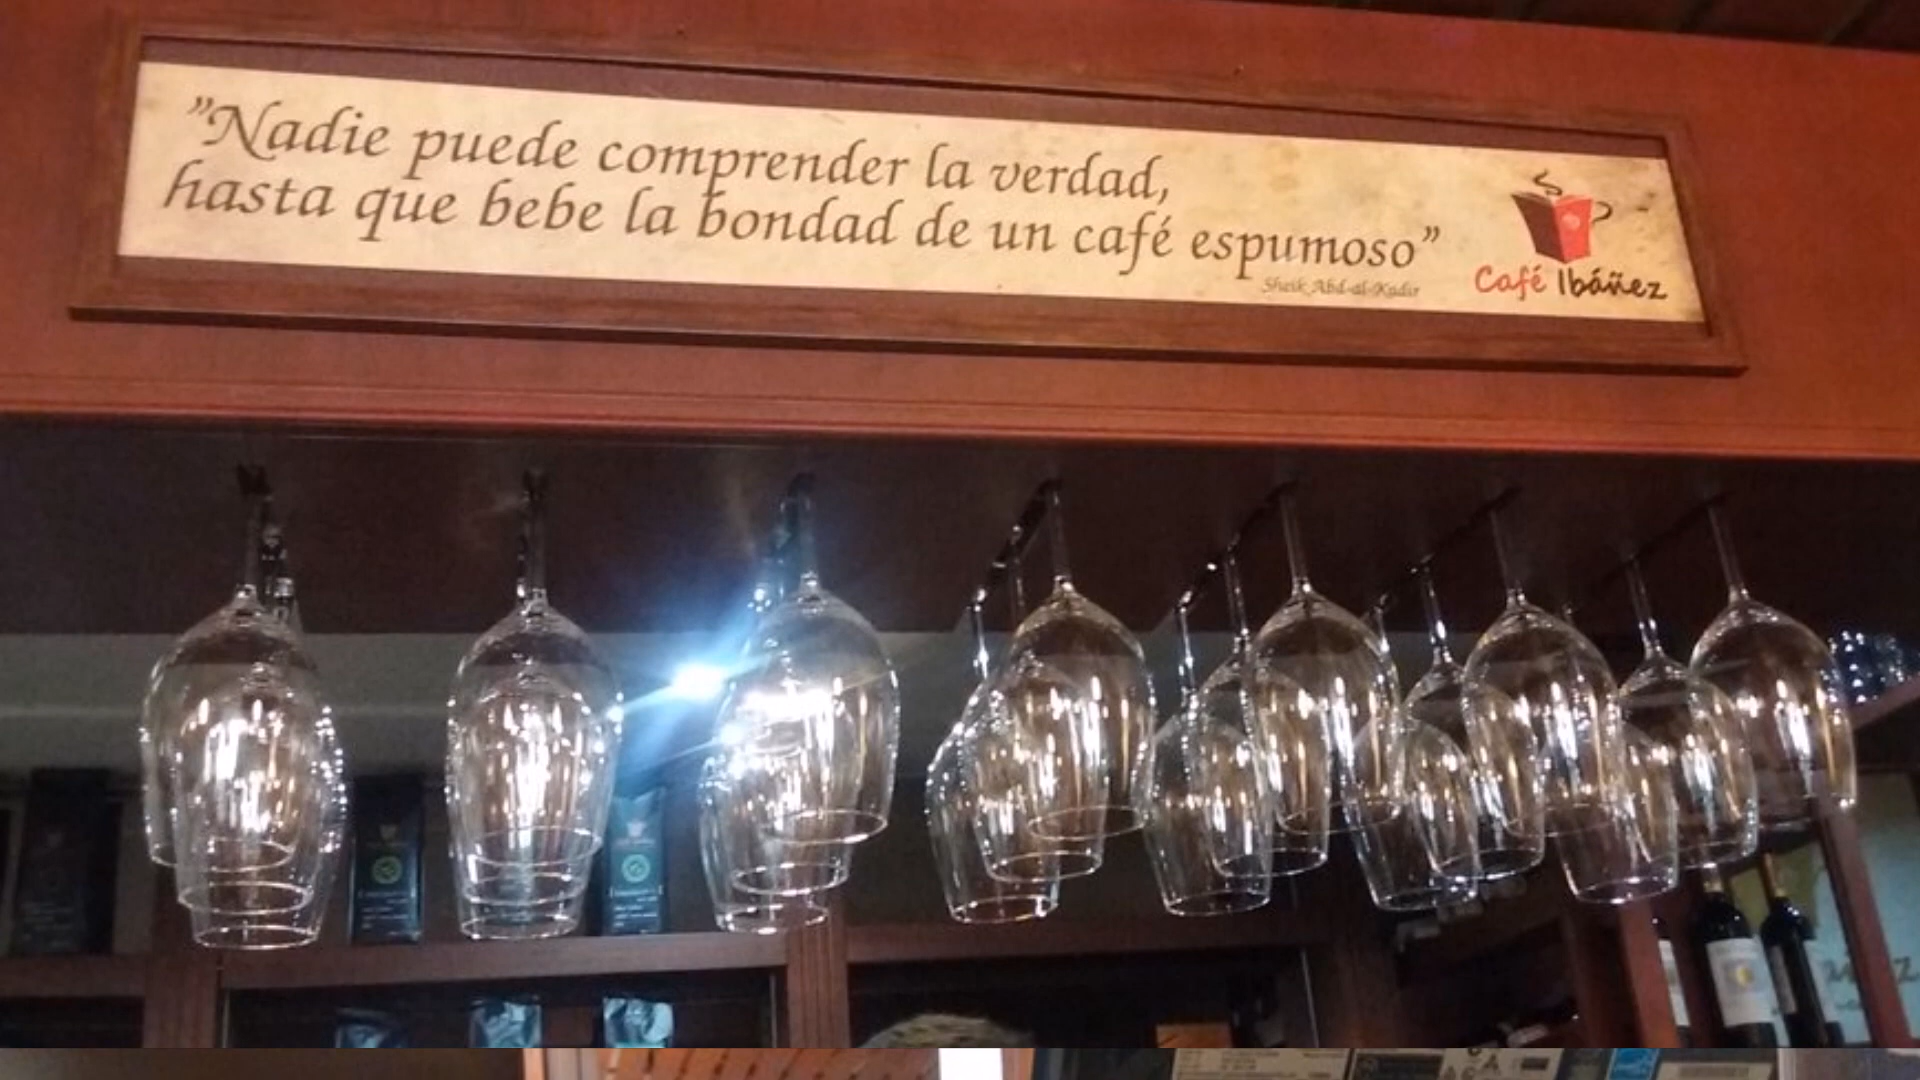 "Nadie puede comprender la verdad,
hasta que bebe la bondad de un café espumoso"
Sheik Abd-al-Kadir
Café Ibáñez